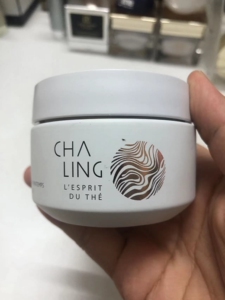 CHA
LING
L'ESPRIT
DU THÉ